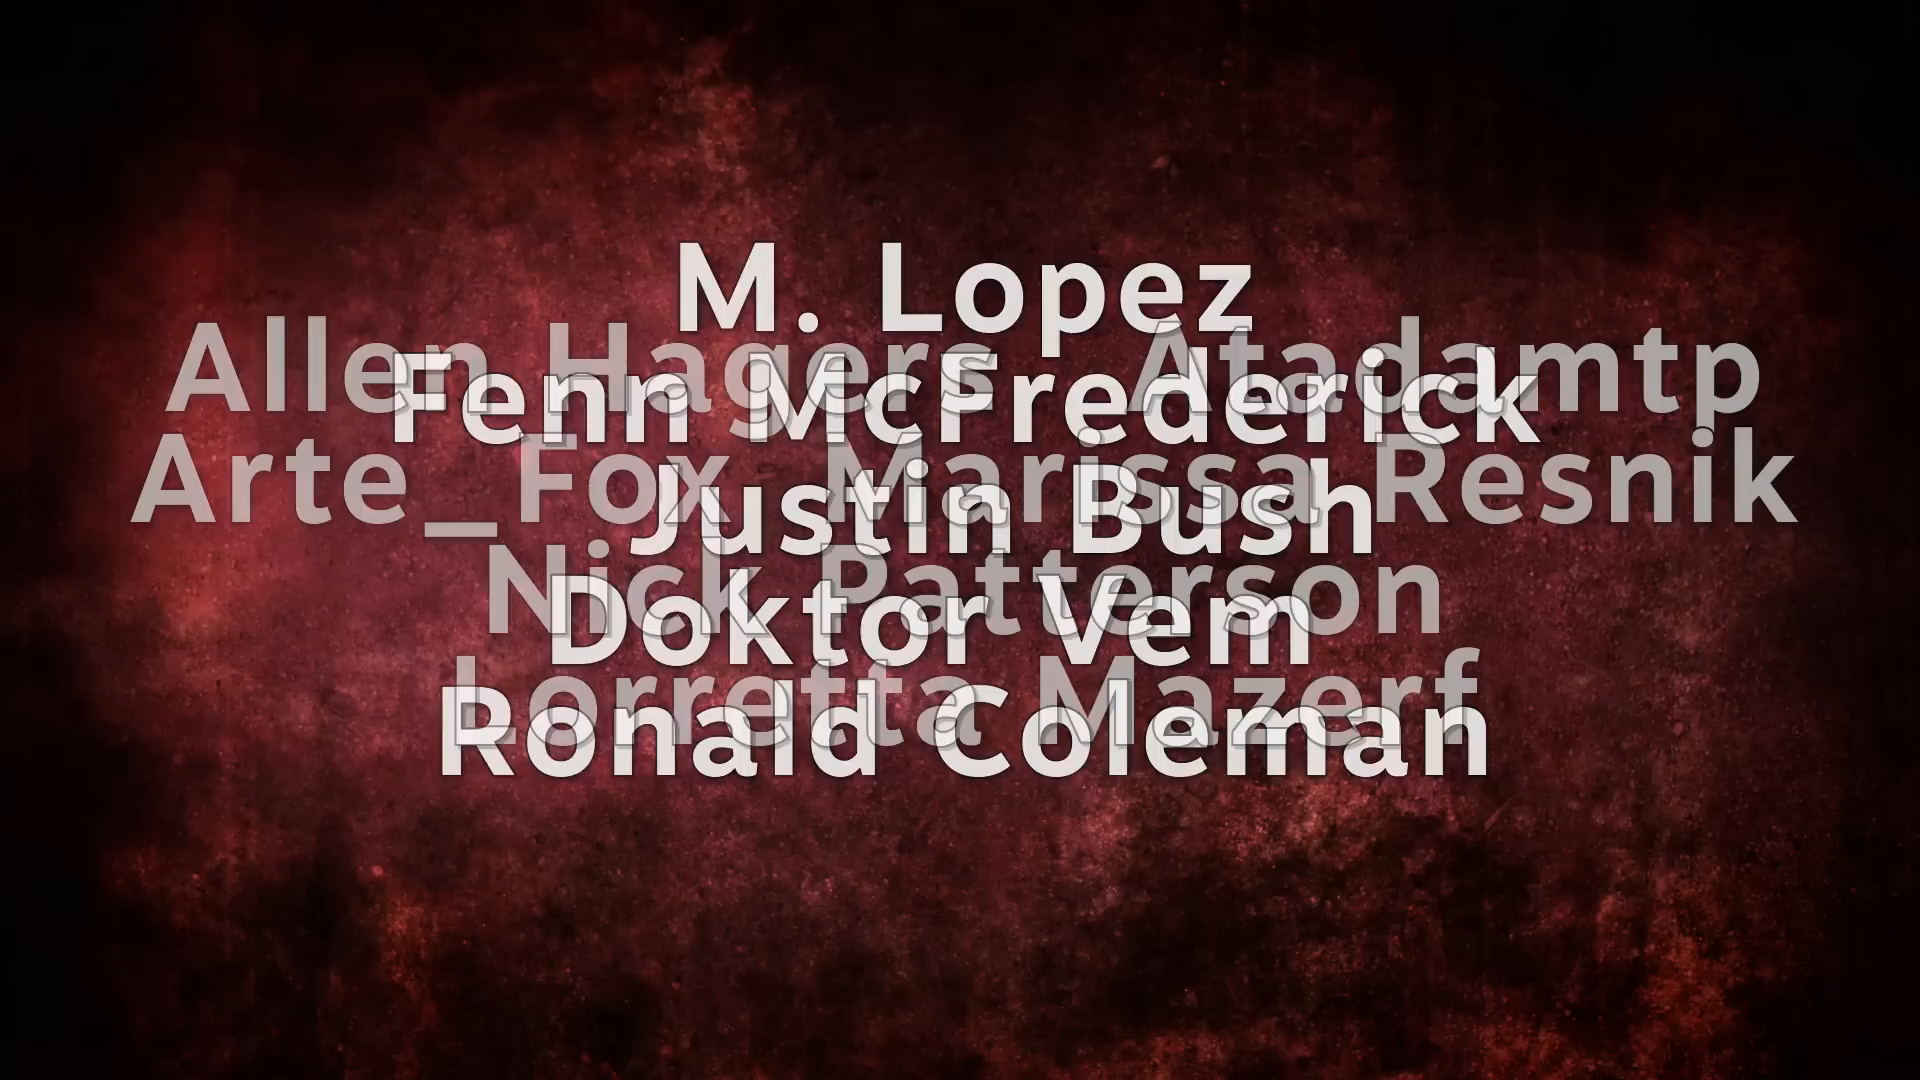 M. Lopez
Allen Hagers Atadamtp
Fenn McFrederick
Arte_Fox Marissa Resnik
Justin Bush
Nick Patterson
Doktor Vem
Lorretta Mazerf
Ronald Coleman